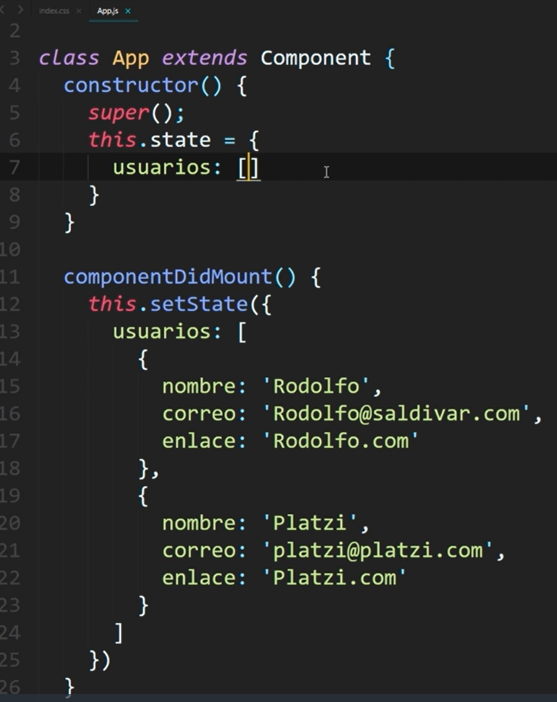 index.css × App.js ×
2
3 class App extends Component {
4 constructor() {
5 super();
6 this.state = {
7 usuarios: []
8 }
9 }
10
11 componentDidMount() {
12 this.setState({
13 usuarios: [
14 {
15 nombre: 'Rodolfo',
16 correo: 'Rodolfo@saldivar.com',
17 enlace: 'Rodolfo.com'
18 },
19 {
20 nombre: 'Platzi',
21 correo: 'platzi@platzi.com',
22 enlace: 'Platzi.com'
23 }
24 ]
25 })
26 }